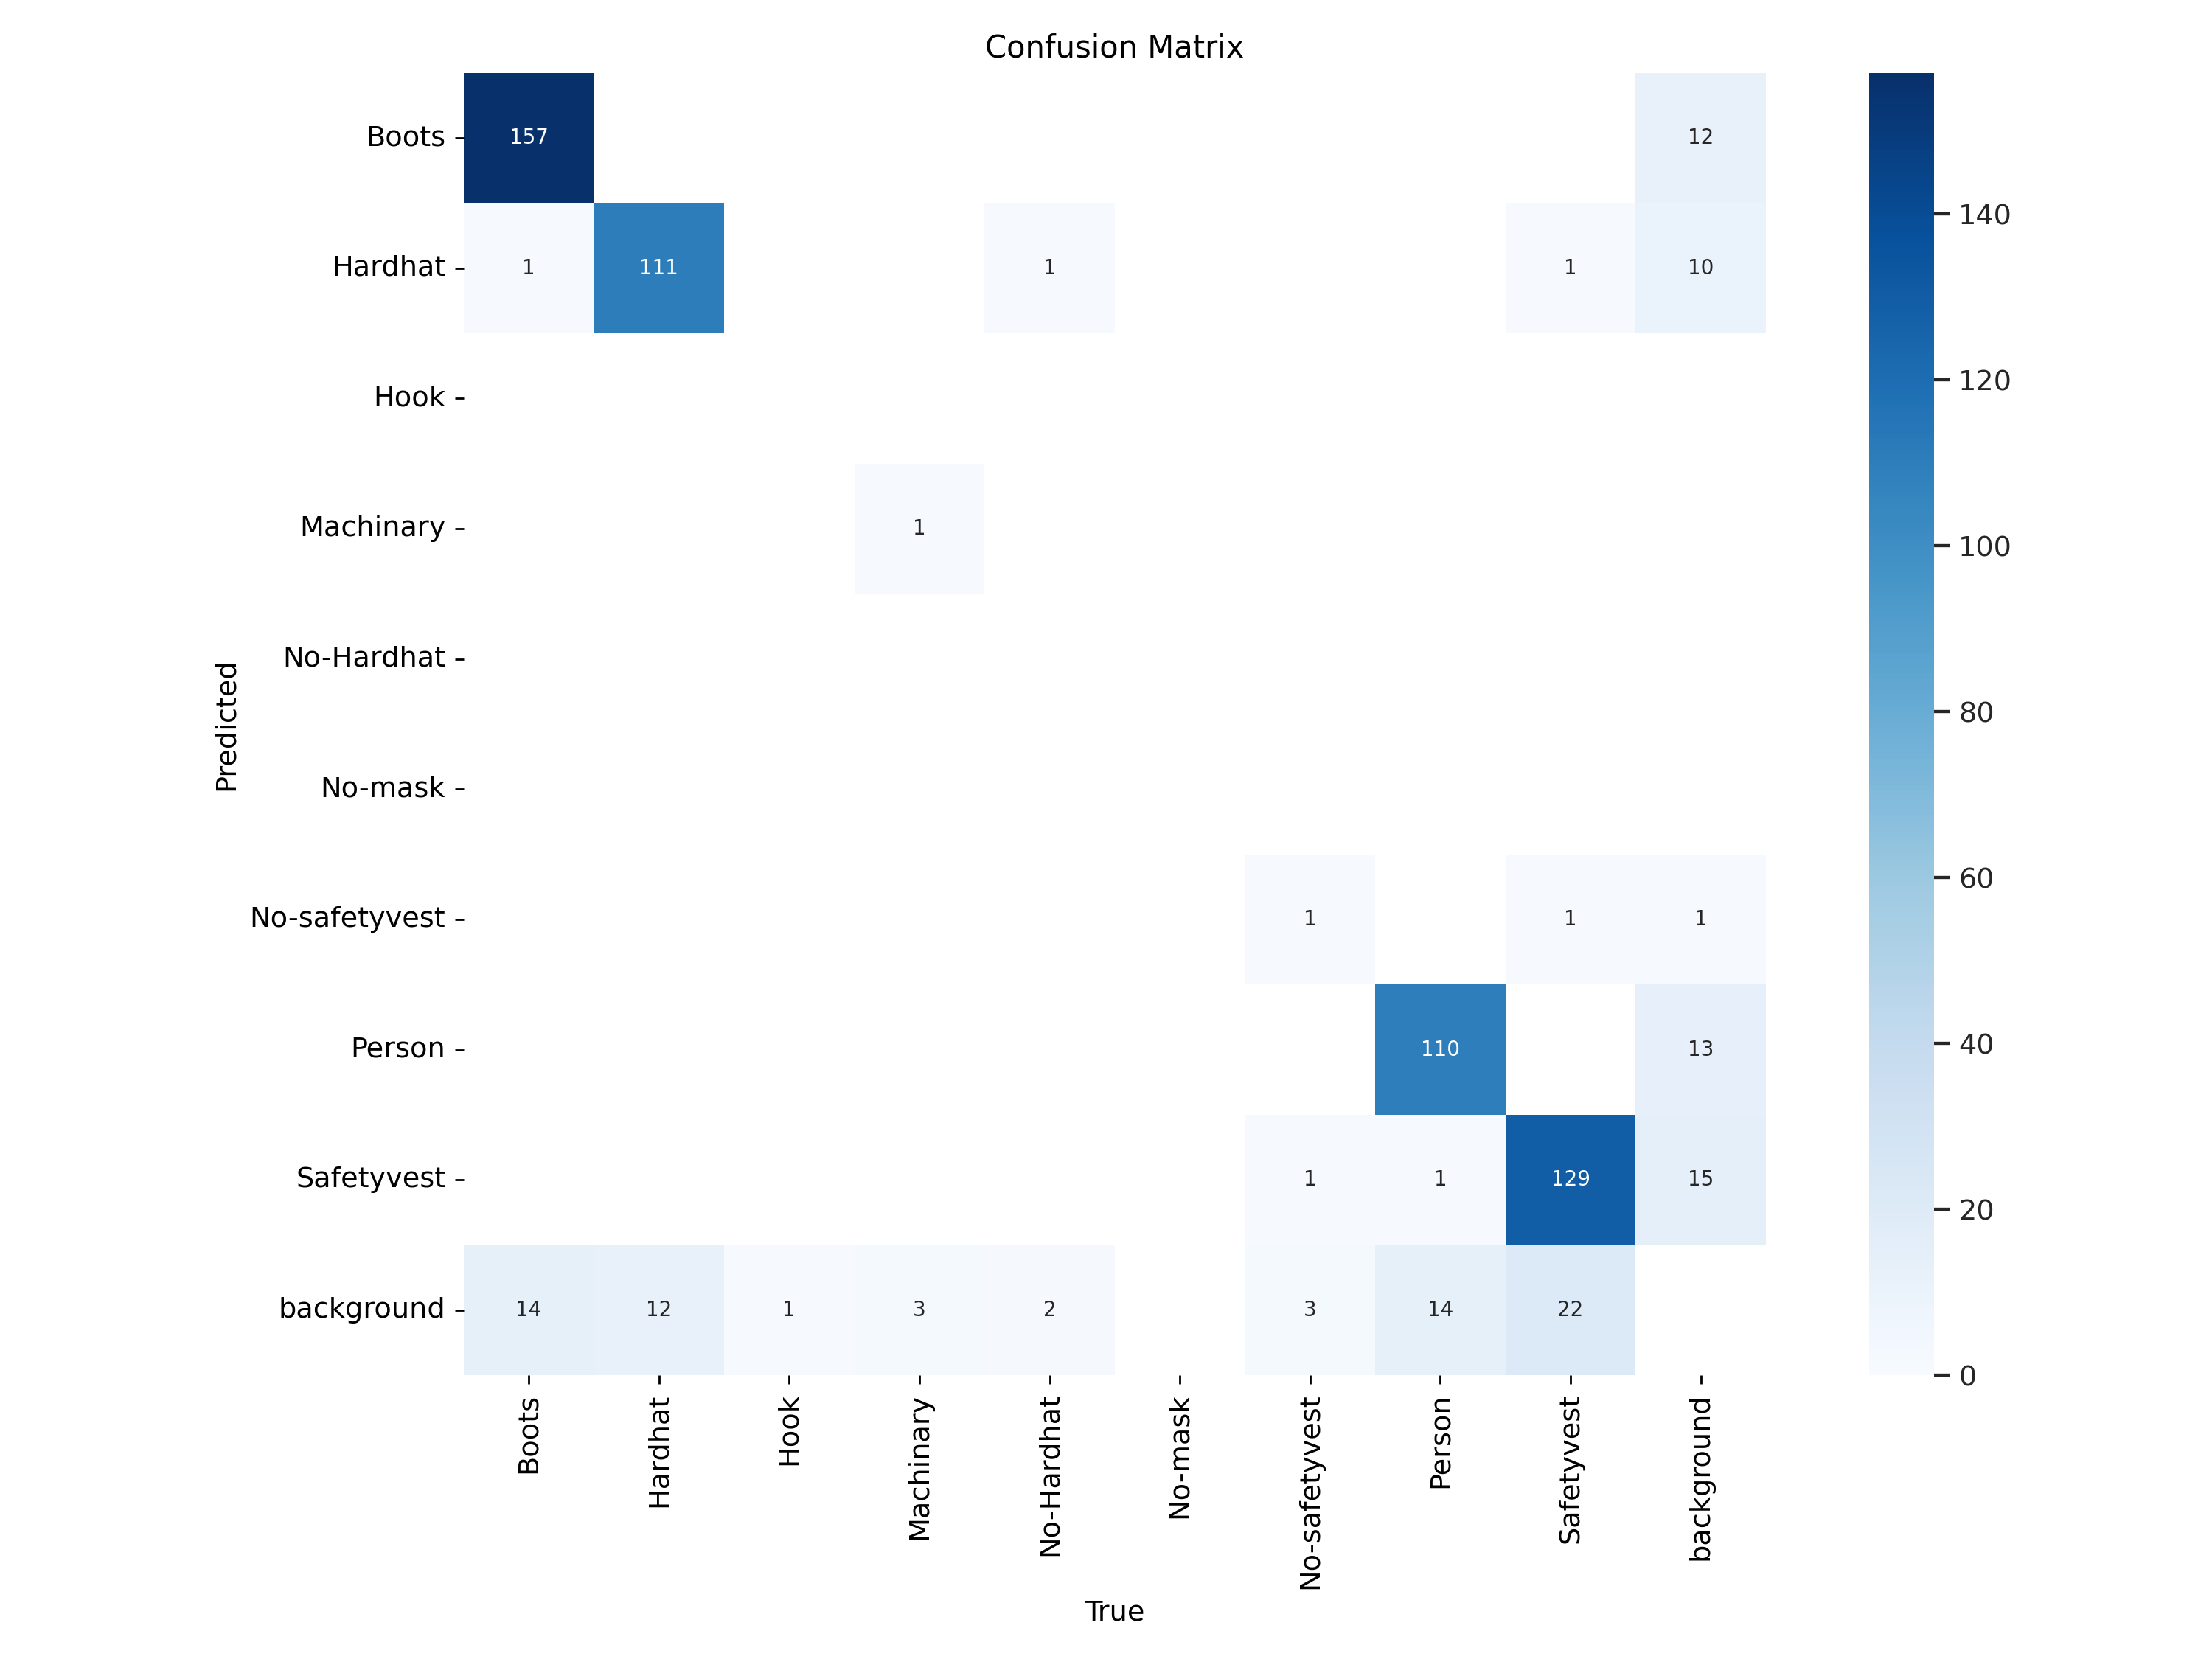 Confusion Matrix
Boots
157
12
Hardhat
1
111
1
1
10
Hook
Machinary
1
No-Hardhat
No-mask
No-safetyvest
1
1
1
Person
110
13
Safetyvest
1
1
129
15
background
14
12
1
3
2
3
14
22
Predicted
Boots
Hardhat
Hook
Machinary
No-Hardhat
No-mask
No-safetyvest
Person
Safetyvest
background
True
140
120
100
80
60
40
20
0